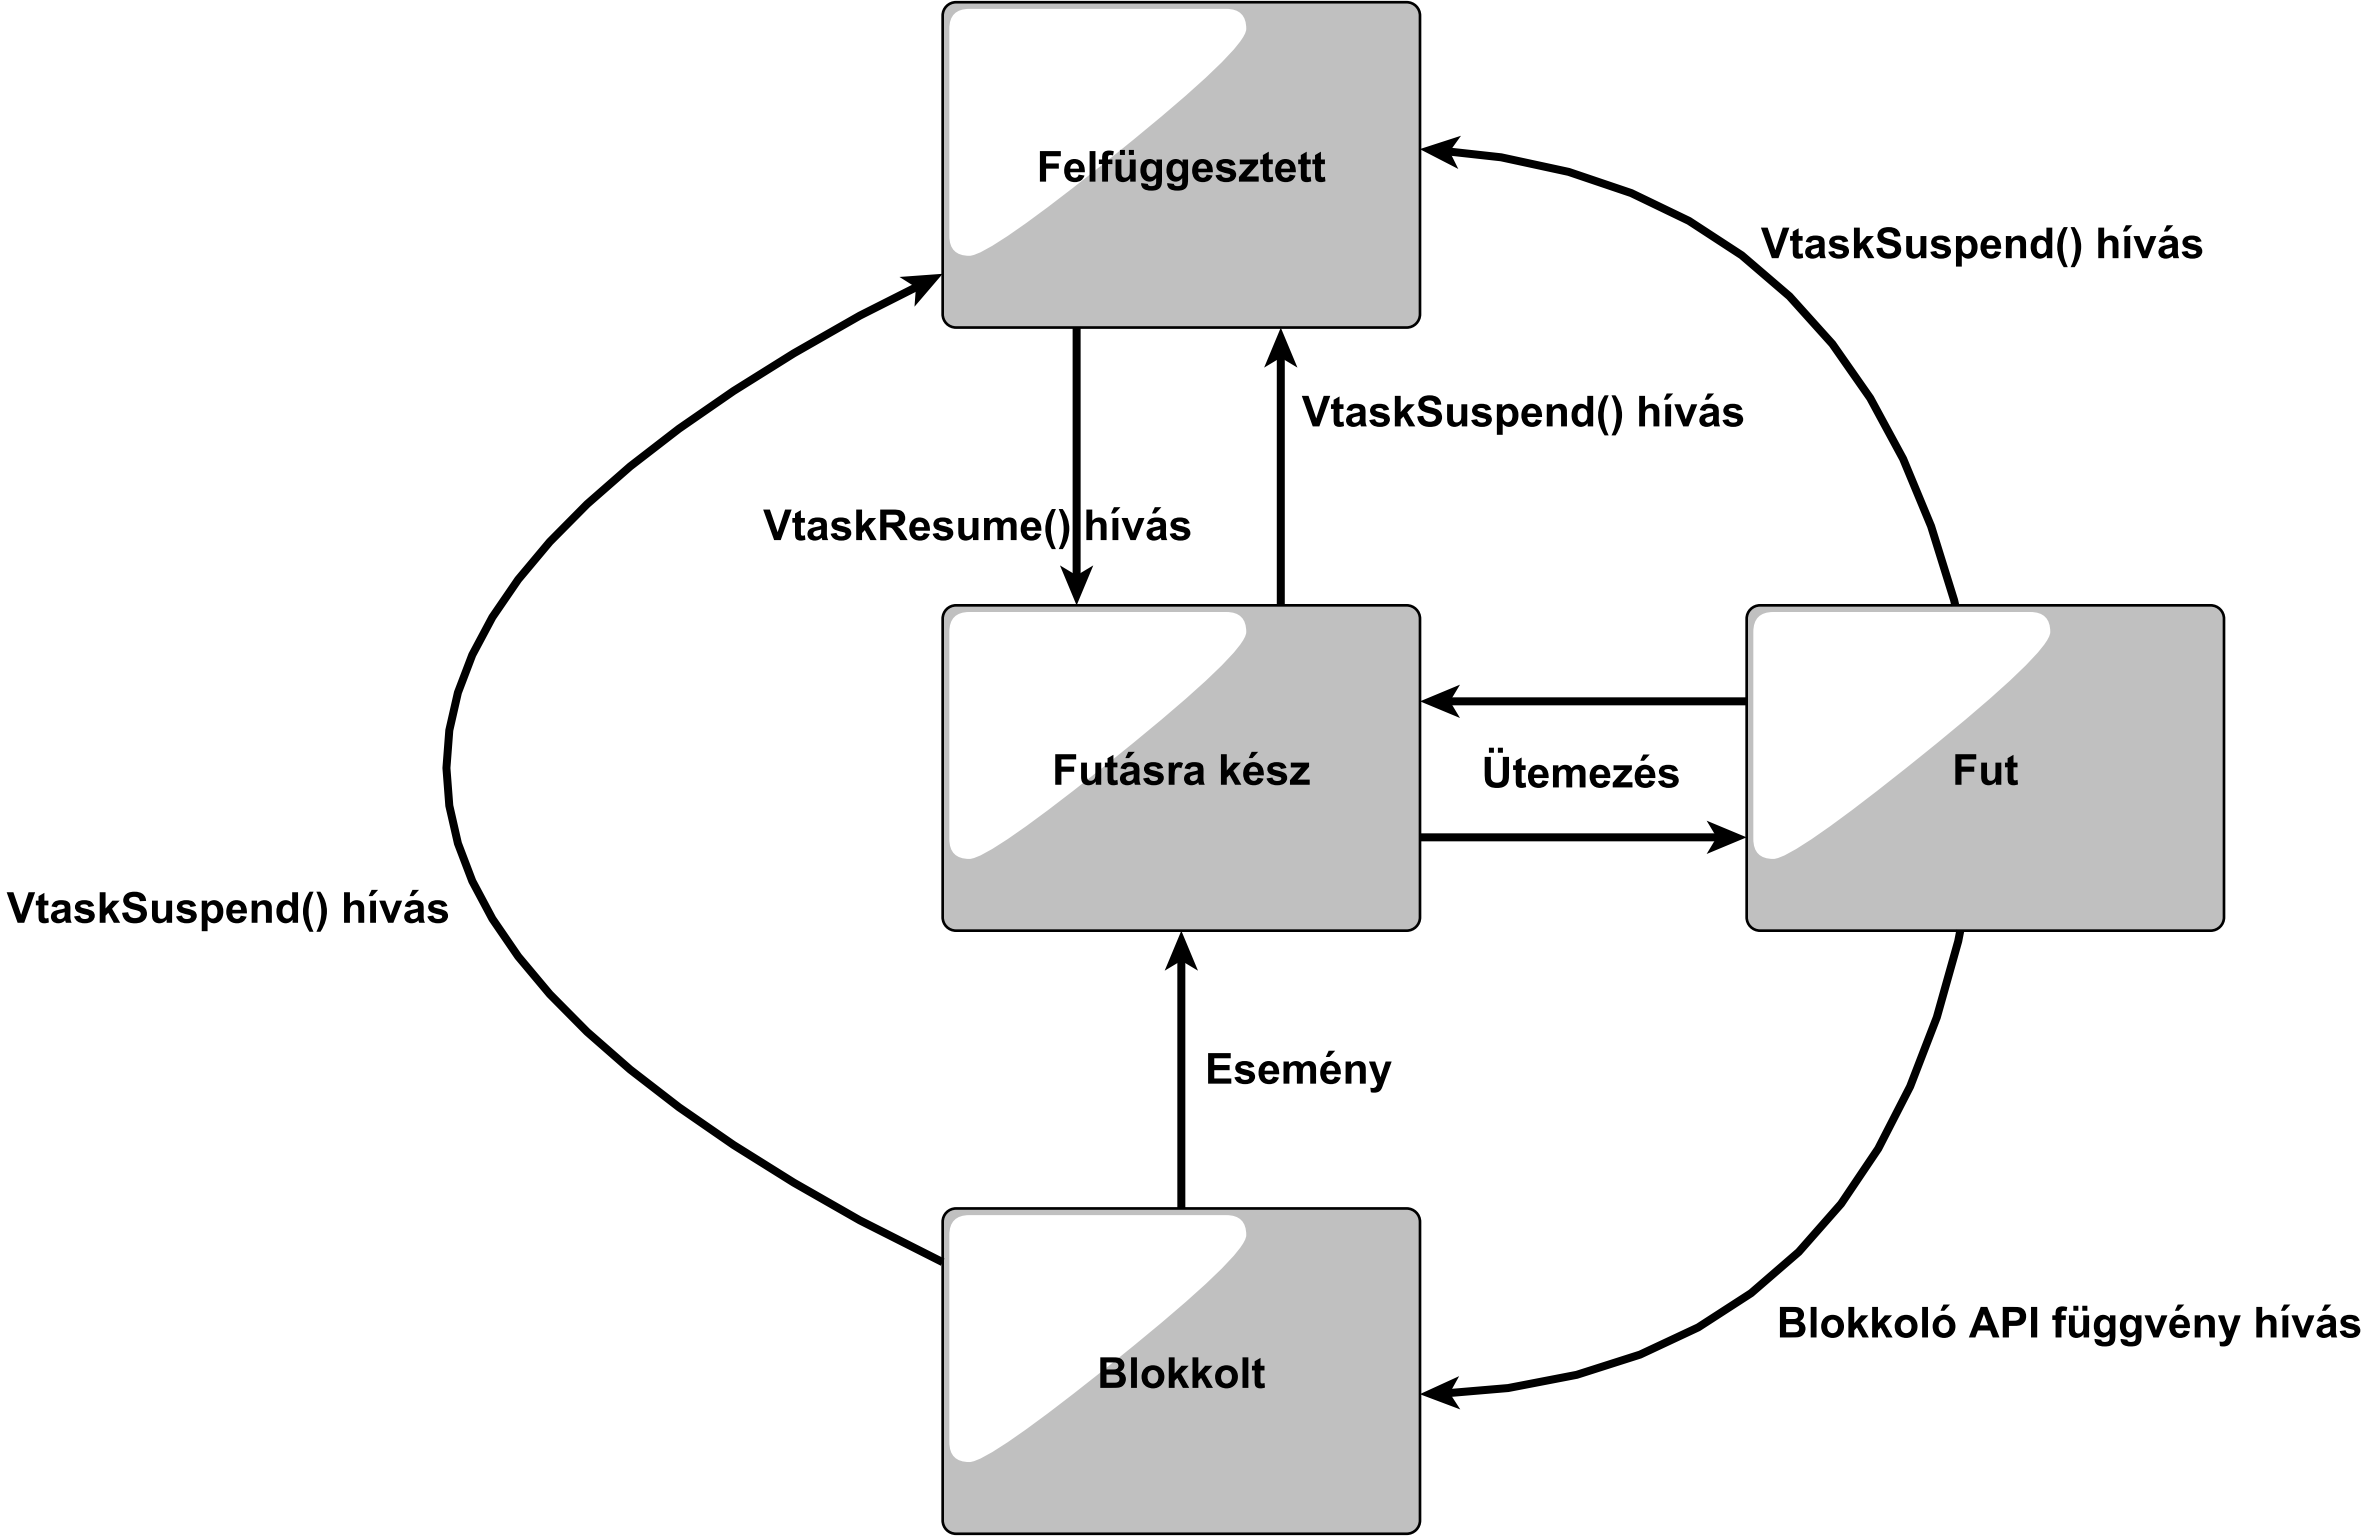 Felfüggesztett
VtaskSuspend() hívás
VtaskSuspend() hívás
VtaskResume() hívás
Futásra kész
Ütemezés
Fut
VtaskSuspend() hívás
Esemény
Blokkoló API függvény hívás
Blokkolt